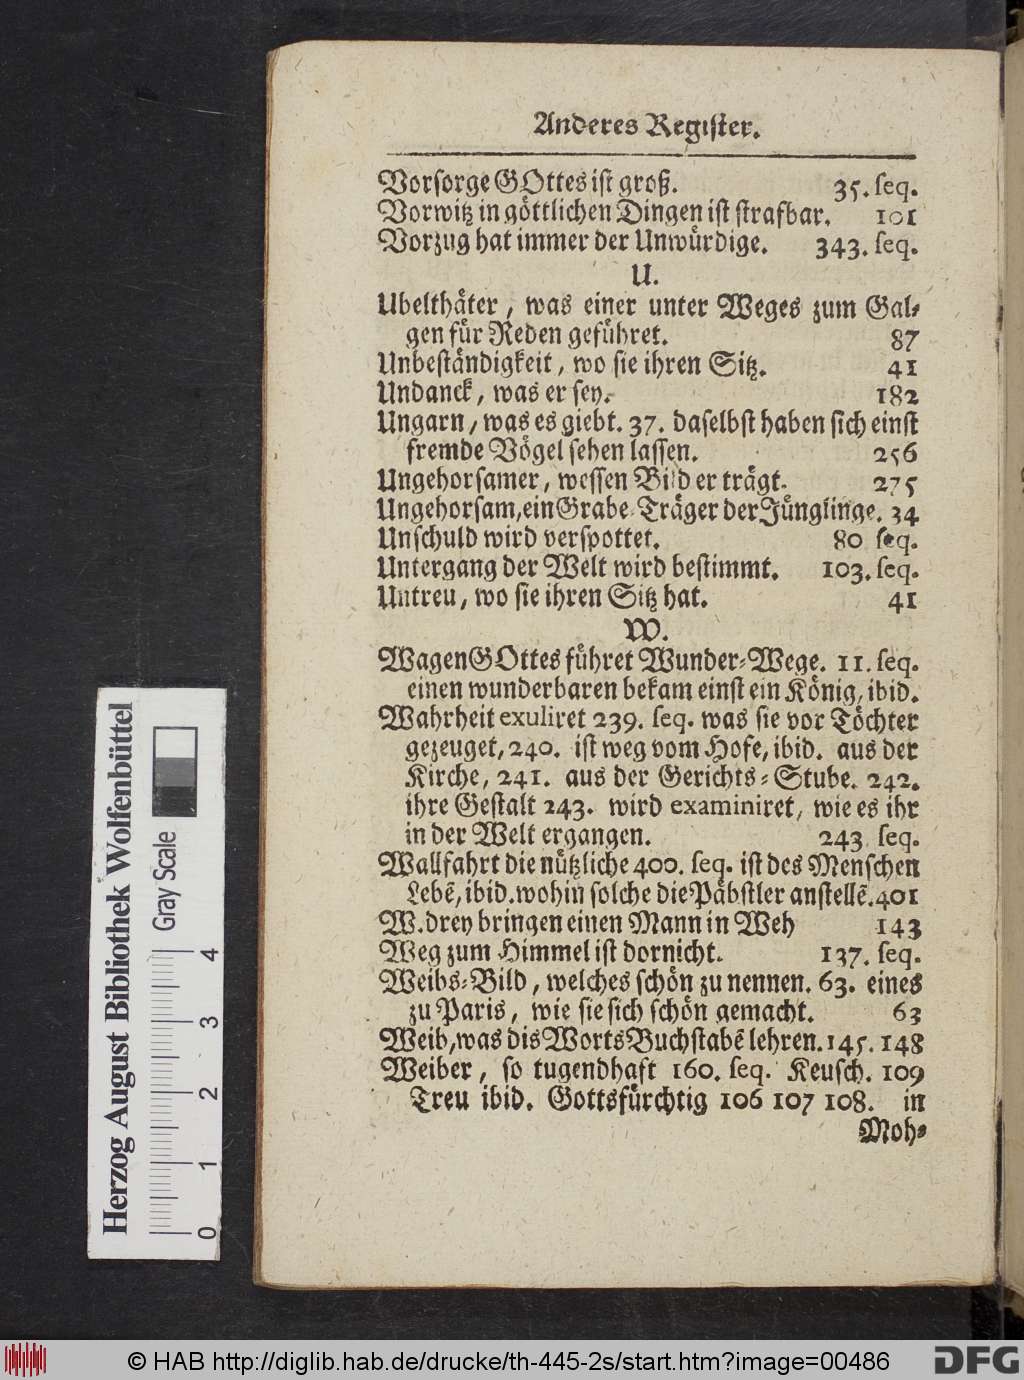 Anderes Register.
Vorsorge GOttes ist groß. 35. seq.
Vorwitz in göttlichen Dingen ist strafbar. 101
Vorzug hat immer der Unwürdige. 343. seq.
U.
Ubelthäter, was einer unter Weges zum Gal-
gen für Reden geführet. 87
Unbeständigkeit, wo sie ihren Sitz. 41
Undanck, was er sey. 182
Ungarn, was es giebt. 37. daselbst haben sich einst
fremde Vögel sehen lassen. 256
Ungehorsamer, wessen Bild er trägt. 275
Ungehorsam, ein Grabe-Träger der Jünglinge. 34
Unschuld wird verspottet. 80 seq.
Untergang der Welt wird bestimmt. 103. seq.
Untreu, wo sie ihren Sitz hat. 41
W.
Wagen GOttes führet Wunder-Wege. 11. seq.
einen wunderbaren bekam einst ein König, ibid.
Wahrheit exuliret 239. seq. was sie vor Töchter
gezeuget, 240. ist weg vom Hofe, ibid. aus der
Kirche, 241. aus der Gerichts-Stube. 242.
ihre Gestalt 243. wird examiniret, wie es ihr
in der Welt ergangen. 243 seq.
Wallfahrt die nützliche 400. seq. ist des Menschen
Lebē, ibid. wohin solche die Päbstler anstellē. 401
W. drey bringen einen Mann in Weh 143
Weg zum Himmel ist dornicht. 137. seq.
Weibs-Bild, welches schön zu nennen. 63. eines
zu Paris, wie sie sich schön gemacht. 63
Weib, was dis Worts Buchstabē lehren. 145. 148
Weiber, so tugendhaft 160. seq. Keusch. 109
Treu ibid. Gottsfürchtig 106 107 108. in
Moh-
Herzog August Bibliothek Wolfenbüttel
Gray Scale
0 1 2 3 4
© HAB http://diglib.hab.de/drucke/th-445-2s/start.htm?image=00486
DFG